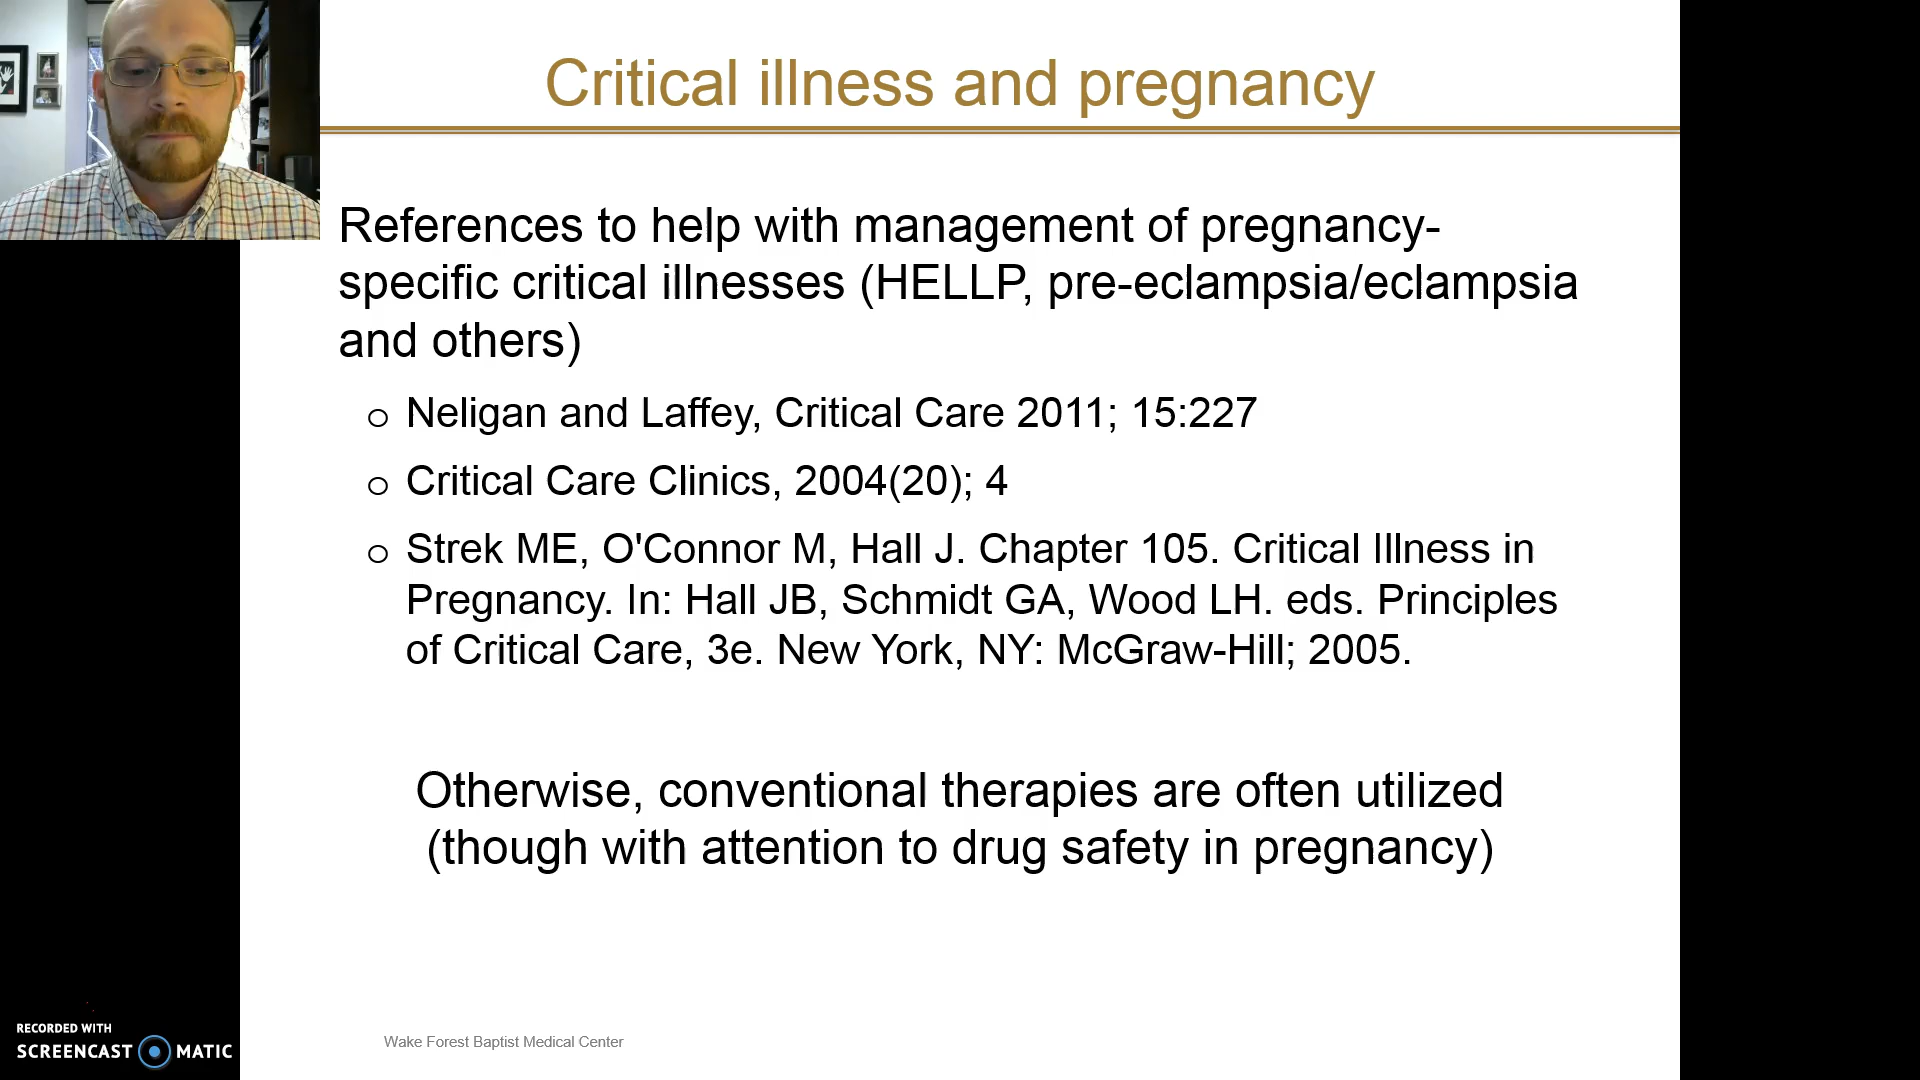 Critical illness and pregnancy
References to help with management of pregnancy-
specific critical illnesses (HELLP, pre-eclampsia/eclampsia
and others)
o Neligan and Laffey, Critical Care 2011; 15:227
o Critical Care Clinics, 2004(20); 4
o Strek ME, O'Connor M, Hall J. Chapter 105. Critical Illness in
Pregnancy. In: Hall JB, Schmidt GA, Wood LH. eds. Principles
of Critical Care, 3e. New York, NY: McGraw-Hill; 2005.
Otherwise, conventional therapies are often utilized
(though with attention to drug safety in pregnancy)
Wake Forest Baptist Medical Center
RECORDED WITH
SCREENCAST MATIC